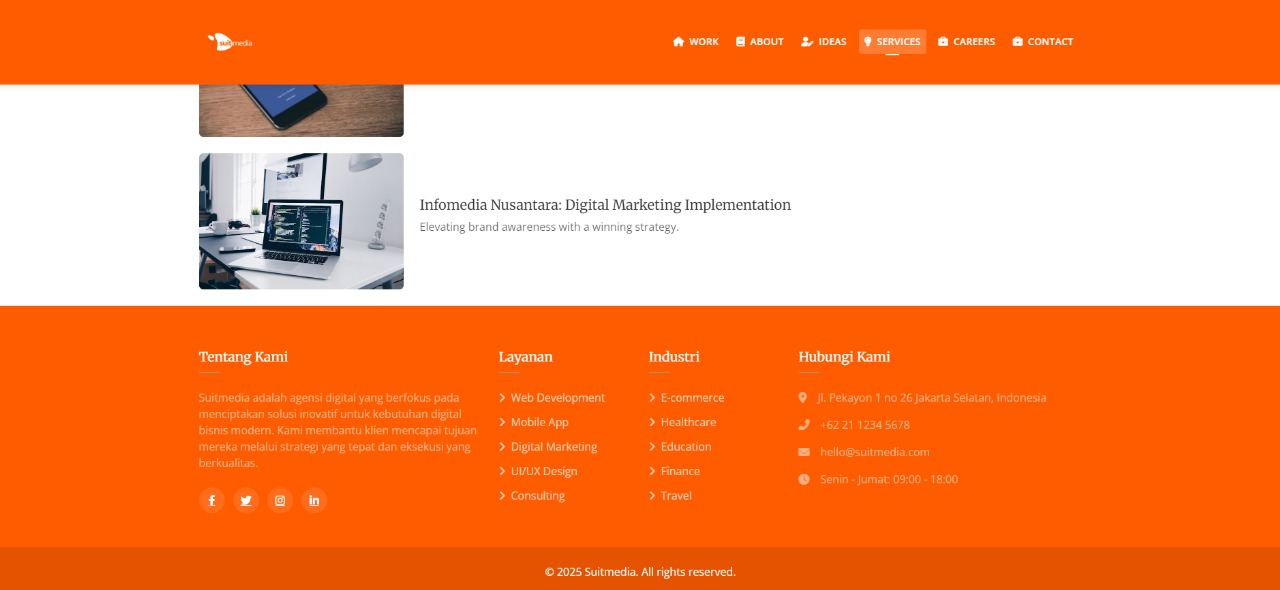 suitmedia
WORK
ABOUT
IDEAS
SERVICES
CAREERS
CONTACT
Infomedia Nusantara: Digital Marketing Implementation
Elevating brand awareness with a winning strategy.
Tentang Kami
Suitmedia adalah agensi digital yang berfokus pada
menciptakan solusi inovatif untuk kebutuhan digital
bisnis modern. Kami membantu klien mencapai tujuan
mereka melalui strategi yang tepat dan eksekusi yang
berkualitas.
Layanan
Web Development
Mobile App
Digital Marketing
UI/UX Design
Consulting
Industri
E-commerce
Healthcare
Education
Finance
Travel
Hubungi Kami
Jl. Pekayon 1 no 26 Jakarta Selatan, Indonesia
+62 21 1234 5678
hello@suitmedia.com
Senin - Jumat: 09:00 - 18:00
© 2025 Suitmedia. All rights reserved.